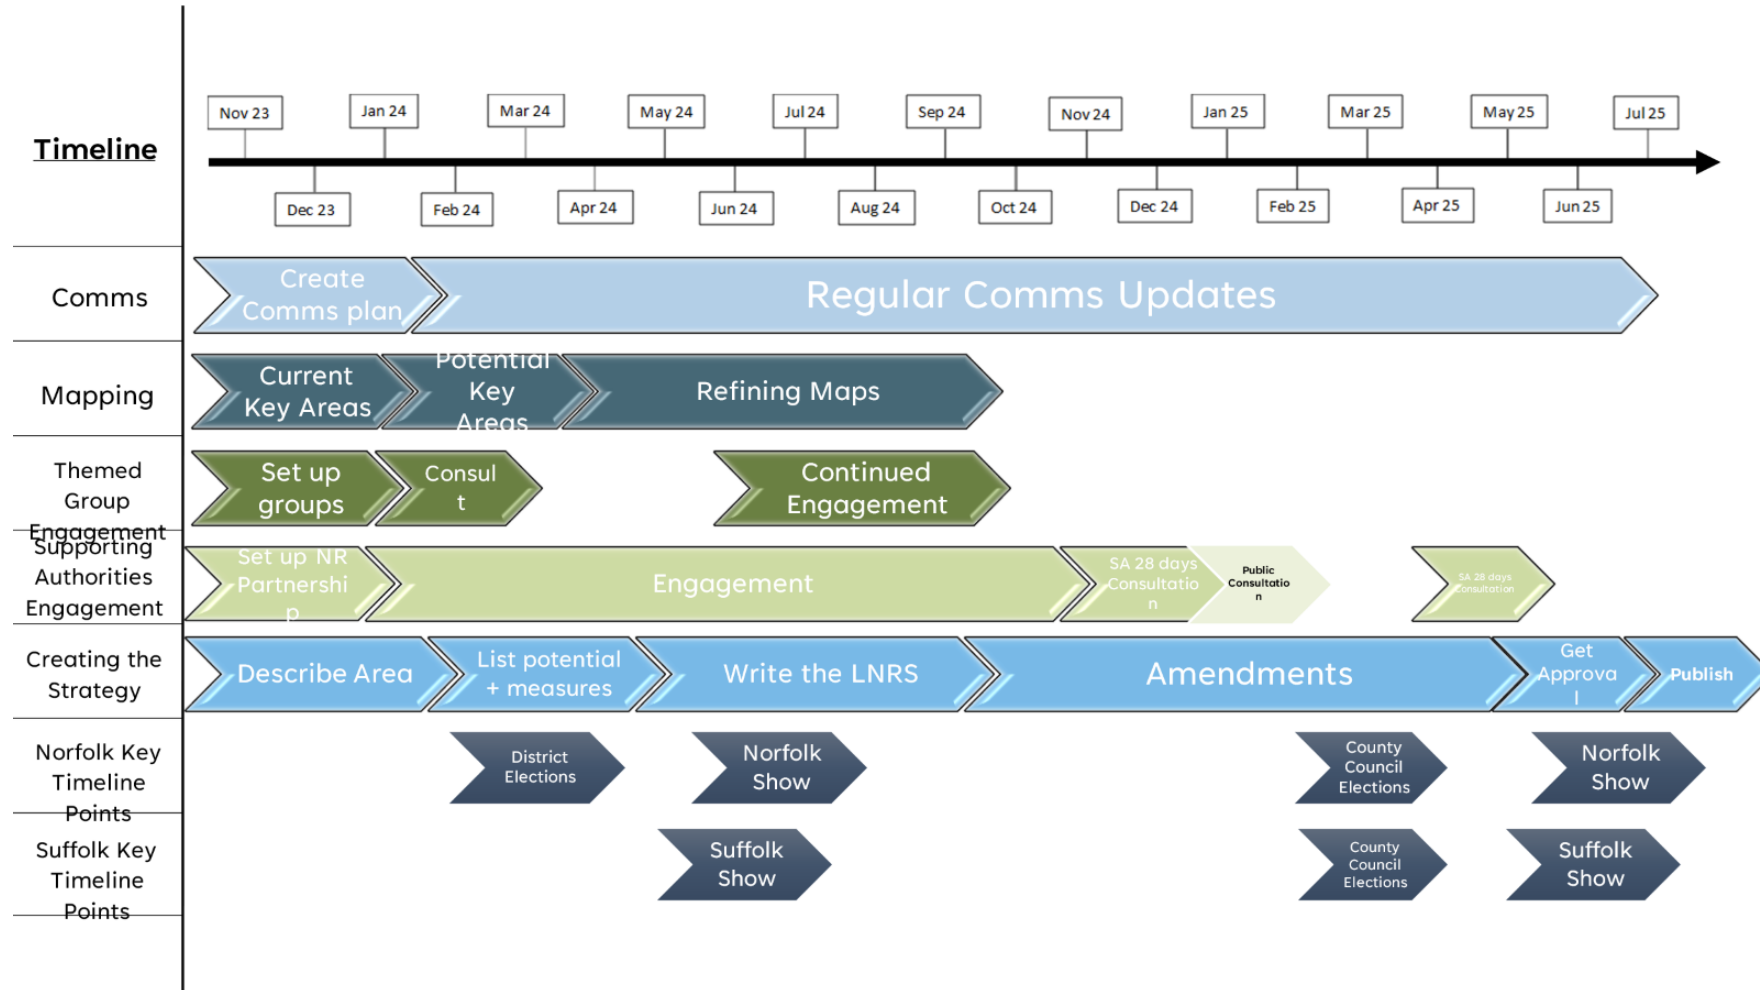 Timeline
Nov 23
Jan 24
Mar 24
May 24
Jul 24
Sep 24
Nov 24
Jan 25
Mar 25
May 25
Jul 25
Dec 23
Feb 24
Apr 24
Jun 24
Aug 24
Oct 24
Dec 24
Feb 25
Apr 25
Jun 25
Comms
Create
Comms plan
Regular Comms Updates
Mapping
Current
Key Areas
Potential
Key
Areas
Refining Maps
Themed
Group
Engagement
Set up
groups
Consul
t
Continued
Engagement
Supporting
Authorities
Engagement
Set up NR
Partnershi
p
Engagement
SA 28 days
Consultatio
n
Public
Consultatio
n
SA 28 days
Consultation
Creating the
Strategy
Describe Area
List potential
+ measures
Write the LNRS
Amendments
Get
Approva
l
Publish
Norfolk Key
Timeline
Points
District
Elections
Norfolk
Show
County
Council
Elections
Norfolk
Show
Suffolk Key
Timeline
Points
Suffolk
Show
County
Council
Elections
Suffolk
Show